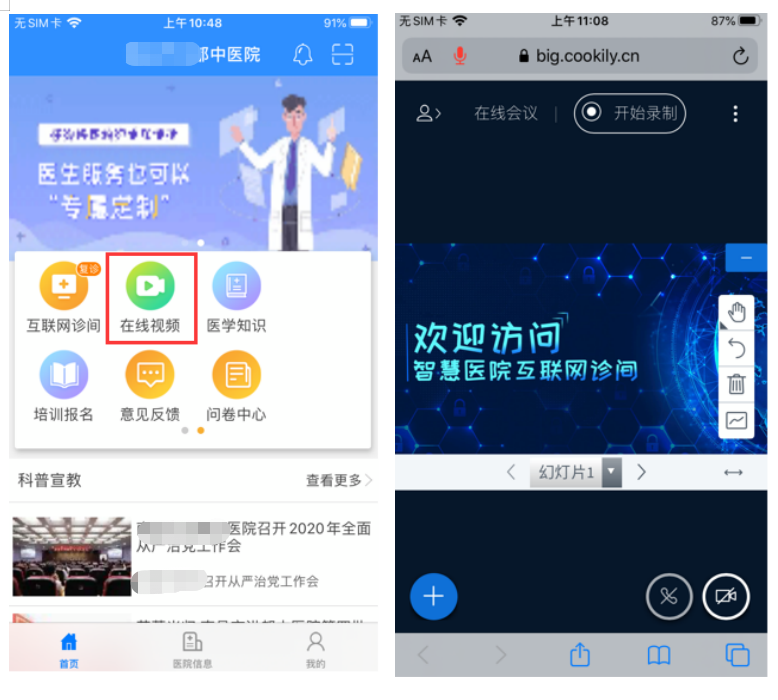 无SIM卡
上午10:48
91%
部中医院
医生服务也可以
“专属定制”
复诊
互联网诊间
在线视频
医学知识
培训报名
意见反馈
问卷中心
科普宣教
查看更多
医院召开2020年全面
从严治党工作会
召开从严治党工作会
首页
医院信息
我的
无SIM卡
上午11:08
87%
AA
big.cookily.cn
在线会议
开始录制
欢迎访问
智慧医院互联网诊间
幻灯片1